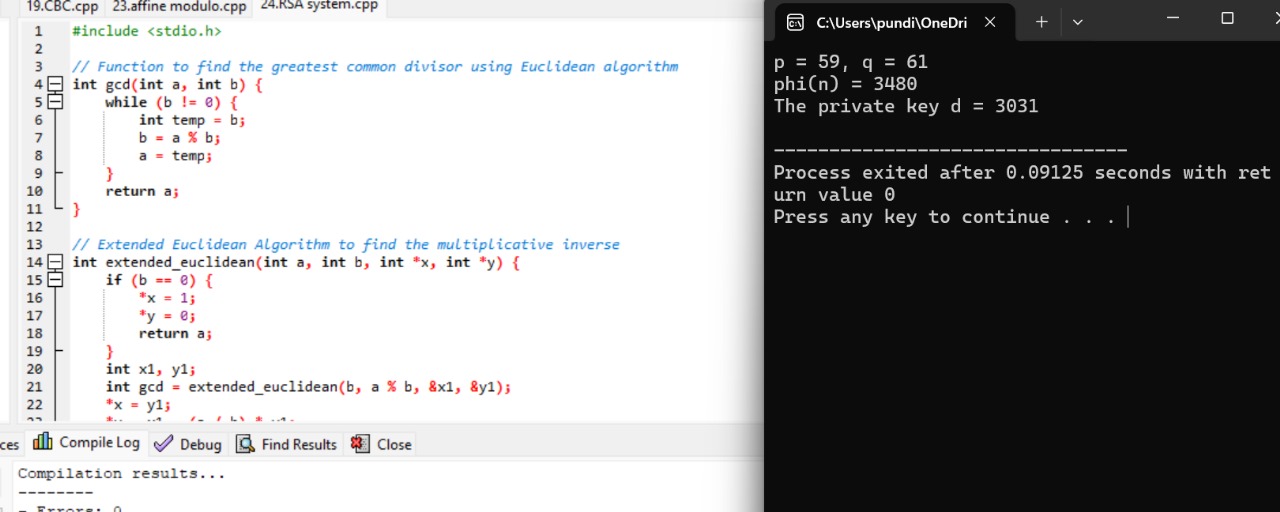 19.CBC.cpp 23.affine modulo.cpp 24.RSA system.cpp
1 #include <stdio.h>
2
3 // Function to find the greatest common divisor using Euclidean algorithm
4 int gcd(int a, int b) {
5 while (b != 0) {
6 int temp = b;
7 b = a % b;
8 a = temp;
9 }
10 return a;
11 }
12
13 // Extended Euclidean Algorithm to find the multiplicative inverse
14 int extended_euclidean(int a, int b, int *x, int *y) {
15 if (b == 0) {
16 *x = 1;
17 *y = 0;
18 return a;
19 }
20 int x1, y1;
21 int gcd = extended_euclidean(b, a % b, &x1, &y1);
22 *x = y1;
Compile Log Debug Find Results Close
Compilation results...
--------
- Errors: 0
C:\Users\pundi\OneDri
p = 59, q = 61
phi(n) = 3480
The private key d = 3031
--------------------------------
Process exited after 0.09125 seconds with ret
urn value 0
Press any key to continue . . .